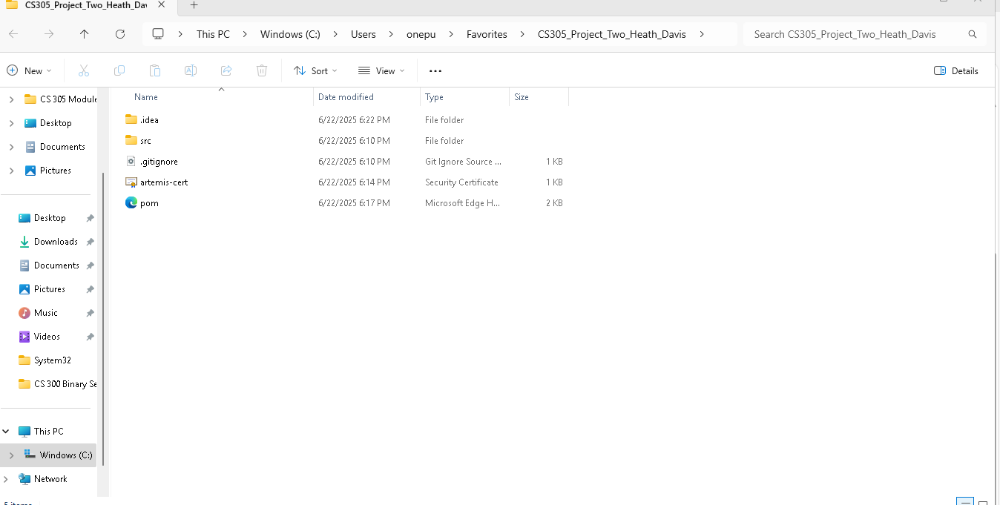 CS305_Project_Two_Heath_Dav
This PC > Windows (C:) > Users > onepu > Favorites > CS305_Project_Two_Heath_Davis >
Search CS305_Project_Two_Heath_Davis
New
Sort
View
Details
Name Date modified Type Size
.idea 6/22/2025 6:22 PM File folder
src 6/22/2025 6:10 PM File folder
.gitignore 6/22/2025 6:10 PM Git Ignore Source ... 1 KB
artemis-cert 6/22/2025 6:14 PM Security Certificate 1 KB
pom 6/22/2025 6:17 PM Microsoft Edge H... 2 KB
CS 305 Module
Desktop
Documents
Pictures
Desktop
Downloads
Documents
Pictures
Music
Videos
System32
CS 300 Binary Se
This PC
Windows (C:)
Network
5 items